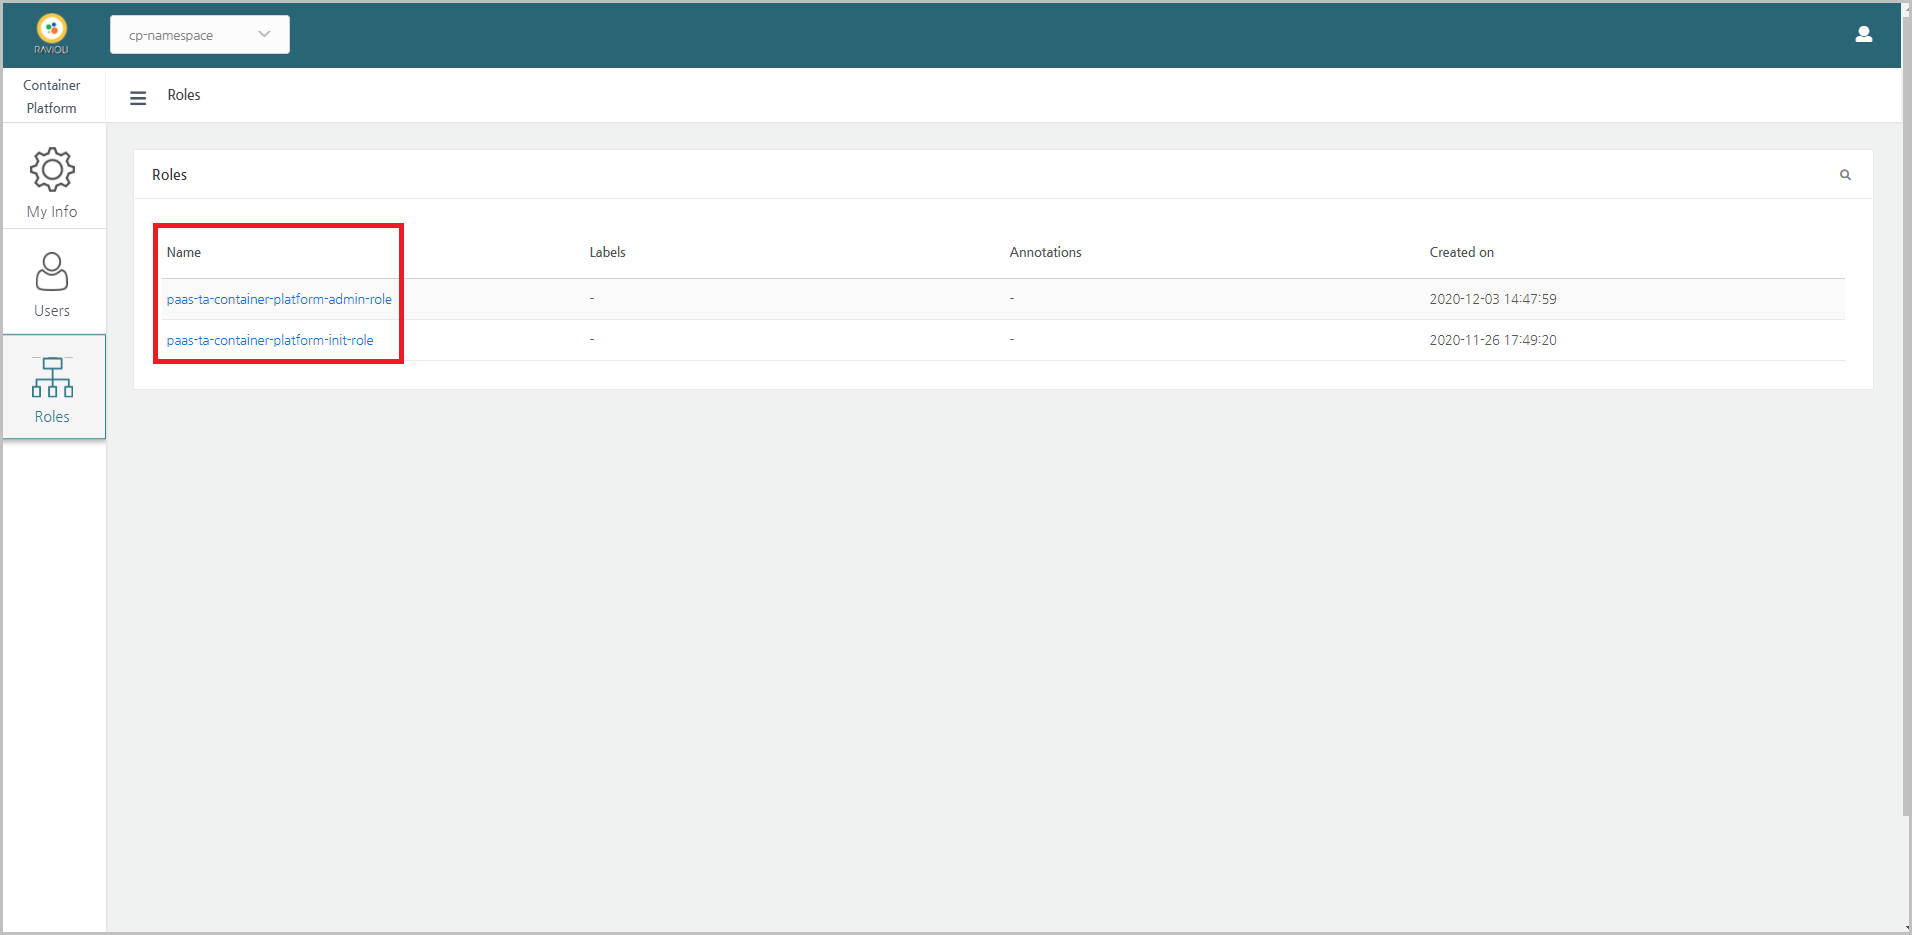 RAVIOLI
cp-namespace
Container
Platform
Roles
My Info
Users
Roles
Roles
Name Labels Annotations Created on
paas-ta-container-platform-admin-role - - 2020-12-03 14:47:59
paas-ta-container-platform-init-role - - 2020-11-26 17:49:20